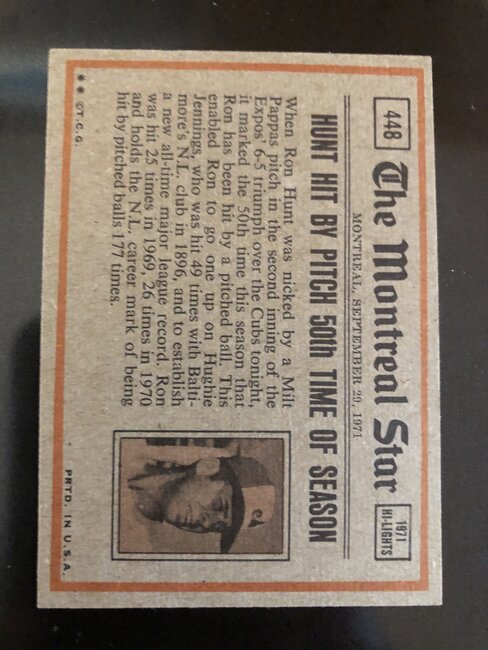 448
The Montreal Star
1971
HI-LIGHTS
MONTREAL, SEPTEMBER 29, 1971
HUNT HIT BY PITCH 50th TIME OF SEASON
When Ron Hunt was nicked by a Milt
Pappas pitch in the second inning of the
Expos' 6-5 triumph over the Cubs tonight,
it marked the 50th time this season that
Ron has been hit by a pitched ball. This
enabled Ron to go one up on Hughie
Jennings, who was hit 49 times with Balti-
more's N.L. club in 1896, and to establish
a new all-time major league record. Ron
was hit 25 times in 1969, 26 times in 1970
and holds the N.L. career mark of being
hit by pitched balls 177 times.
** ©T.C.G.
PRTD. IN U.S.A.